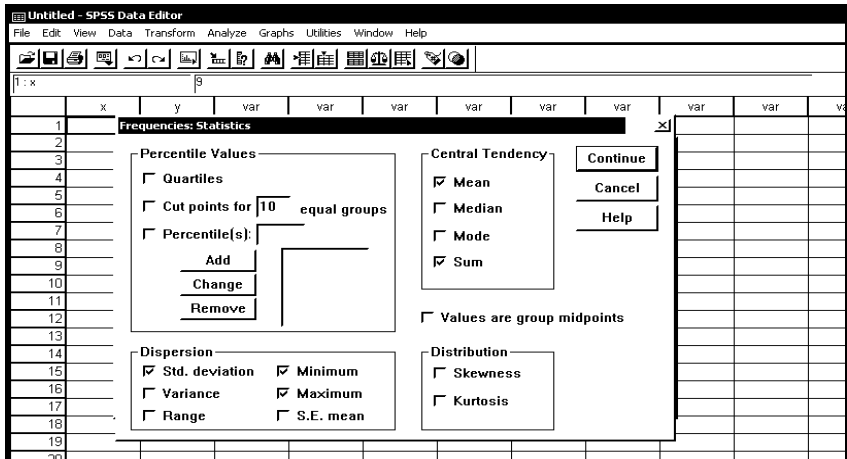 Untitled - SPSS Data Editor
File Edit View Data Transform Analyze Graphs Utilities Window Help
1 : x 9
x y var var var var var var var var
1 Frequencies: Statistics
2
3 Percentile Values Central Tendency Continue
4 Quartiles Mean
5 Cancel
6 Cut points for 10 equal groups Median
7 Percentile(s): Mode Help
8
9 Add Sum
10 Change
11
12 Remove Values are group midpoints
13
14 Dispersion Distribution
15 Std. deviation Minimum Skewness
16 Variance Maximum
17 Range S.E. mean Kurtosis
18
19